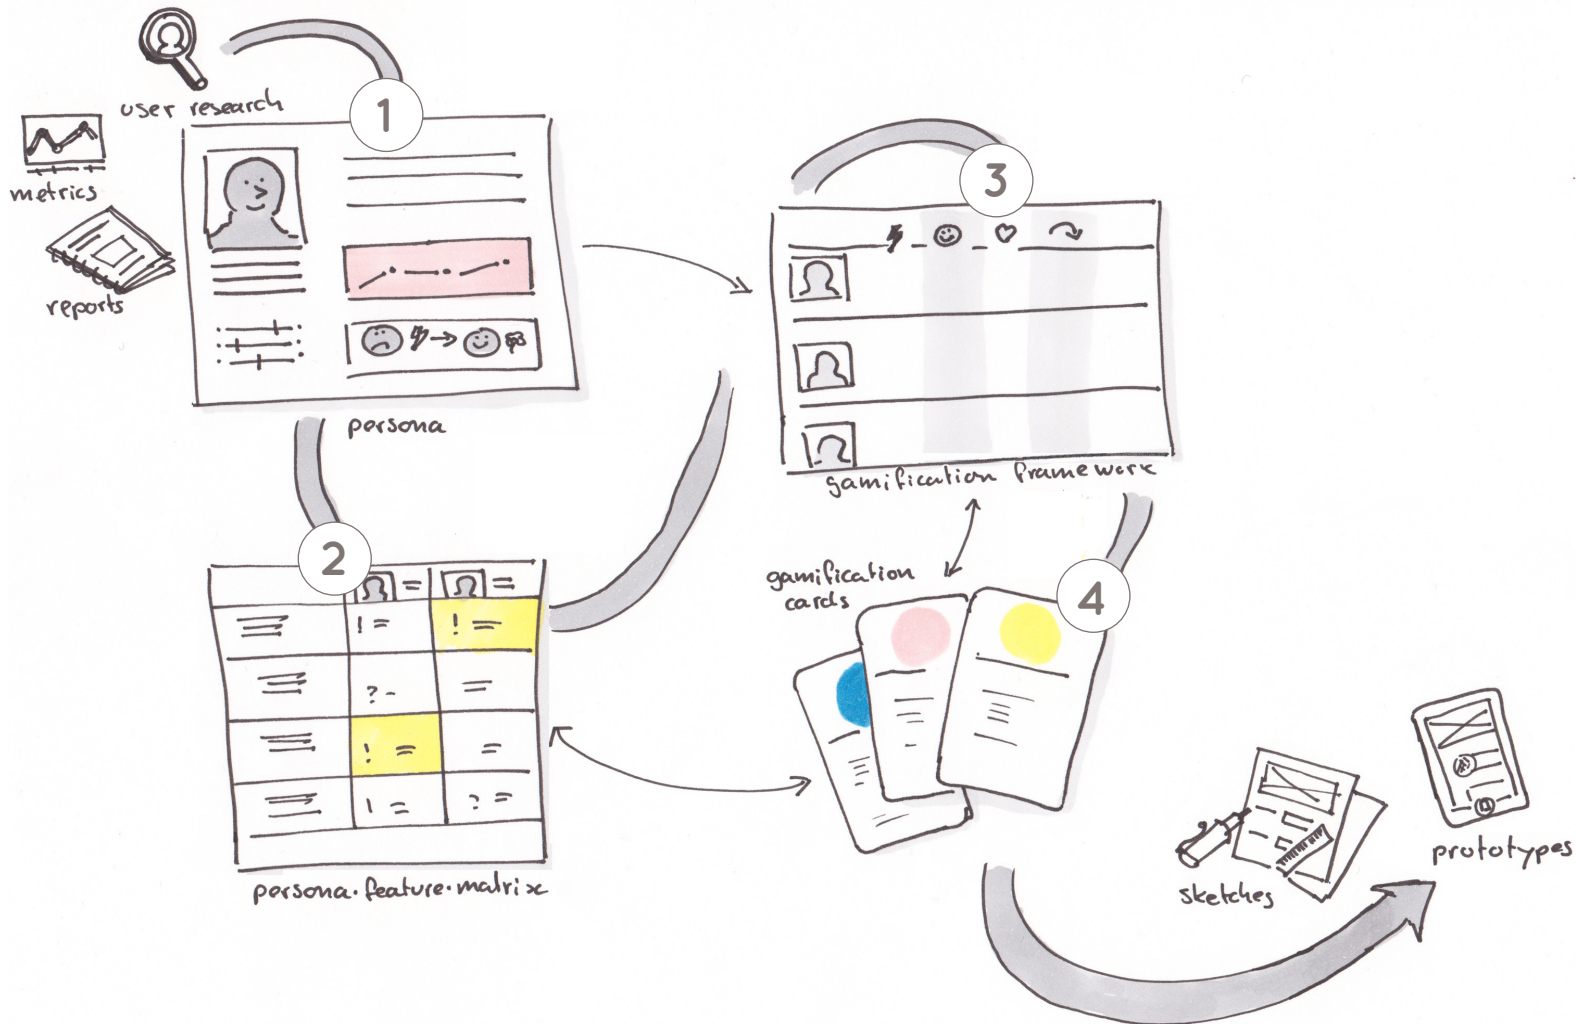 user research
metrics
reports
1
persona
2
! =
! =
? -
=
! =
=
! =
? =
persona·feature·matrix
3
gamification framework
gamification
cards
4
sketches
prototypes